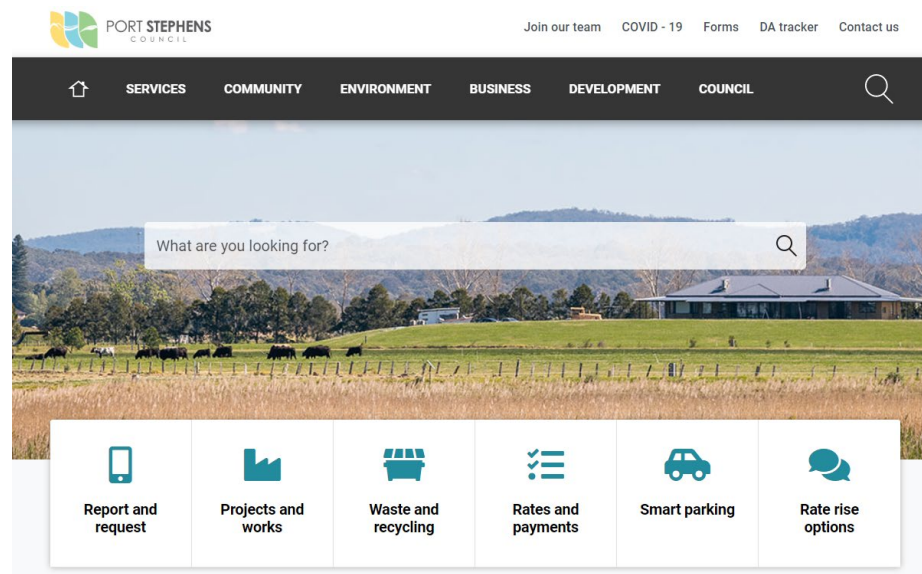 PORT STEPHENS
COUNCIL
Join our team COVID - 19 Forms DA tracker Contact us
SERVICES COMMUNITY ENVIRONMENT BUSINESS DEVELOPMENT COUNCIL
What are you looking for?
Report and
request
Projects and
works
Waste and
recycling
Rates and
payments
Smart parking
Rate rise
options